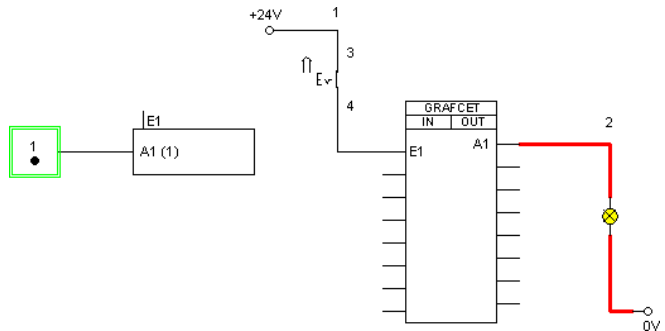 +24V
1
3
4
E1
1
A1 (1)
GRAFCET
IN OUT
E1
A1
2
0V